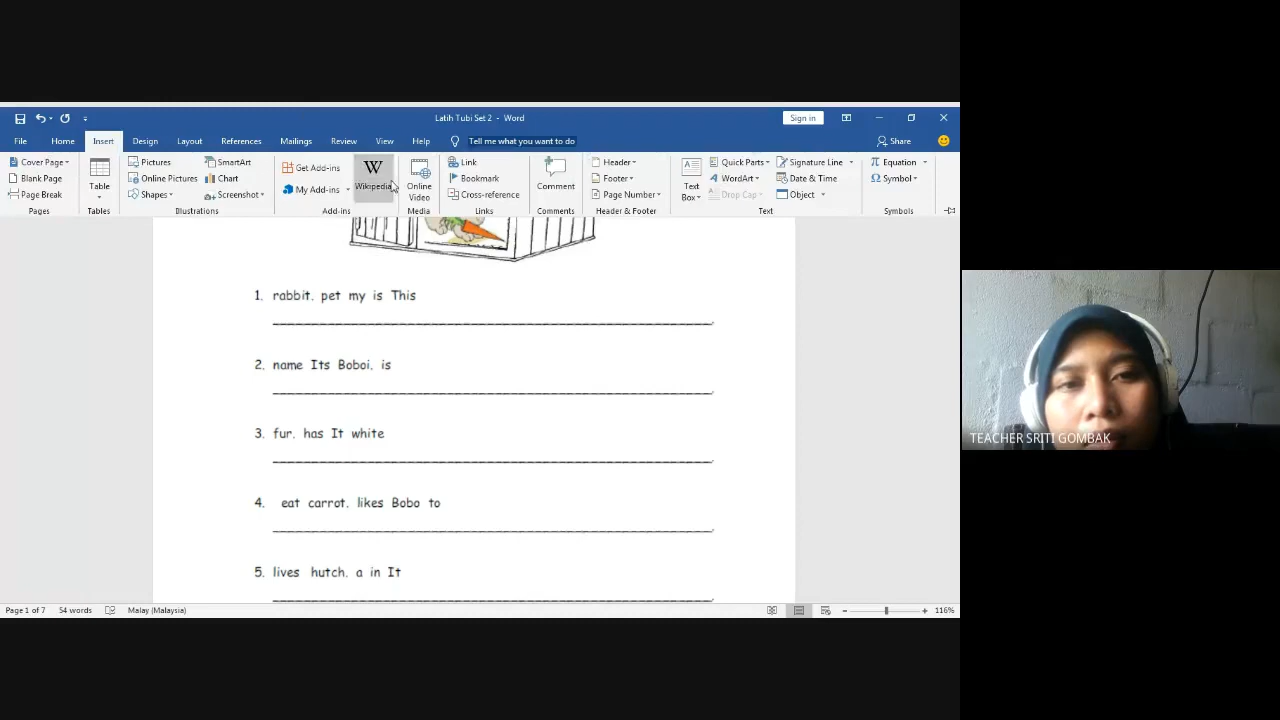 Latih Tubi Set 2 - Word
Sign in
File Home Insert Design Layout References Mailings Review View Help Tell me what you want to do Share
Cover Page
Blank Page
Page Break
Pages
Table
Tables
Pictures
Online Pictures
Shapes
SmartArt
Chart
Screenshot
Illustrations
Get Add-ins
My Add-ins
W
Wikipedia
Add-ins
Online
Video
Media
Link
Bookmark
Cross-reference
Links
Comment
Comments
Header
Footer
Page Number
Header & Footer
A
Text
Box
Quick Parts
WordArt
Drop Cap
Signature Line
Date & Time
Object
Text
Equation
Symbol
Symbols
1. rabbit. pet my is This
2. name Its Boboi. is
3. fur. has It white
4. eat carrot. likes Bobo to
5. lives hutch. a in It
Page 1 of 7 54 words Malay (Malaysia) 116%
TEACHER SRITI GOMBAK